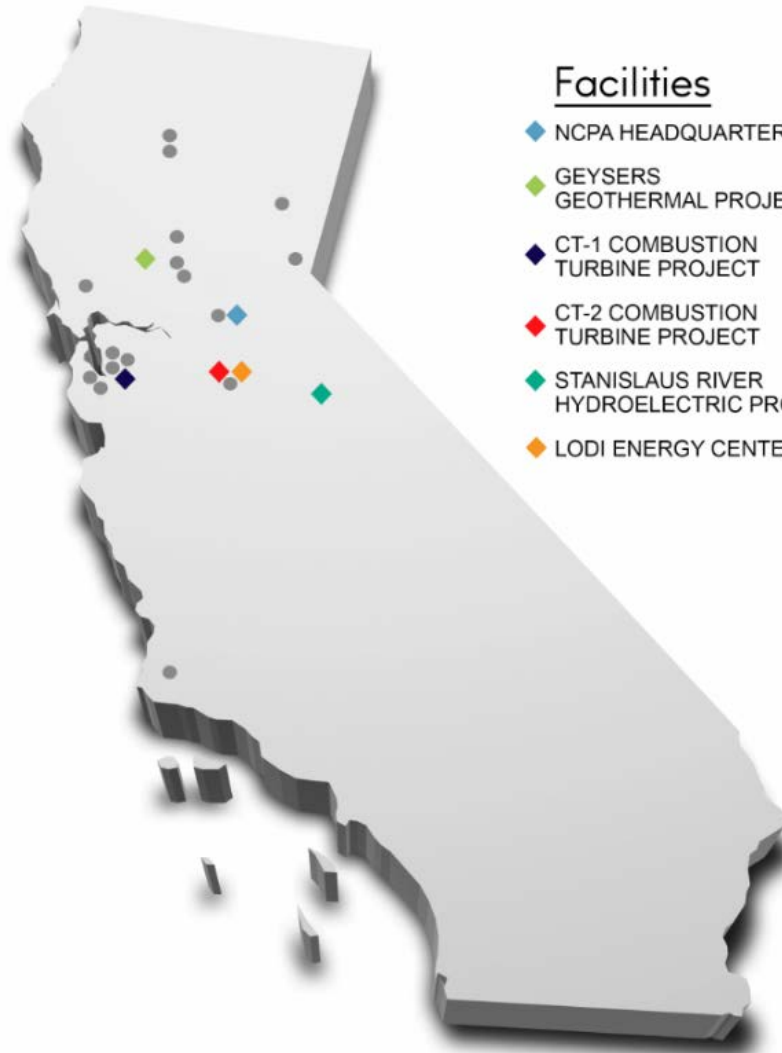 Facilities
NCPA HEADQUARTER
GEYSERS
GEOTHERMAL PROJE
CT-1 COMBUSTION
TURBINE PROJECT
CT-2 COMBUSTION
TURBINE PROJECT
STANISLAUS RIVER
HYDROELECTRIC PRO
LODI ENERGY CENTE